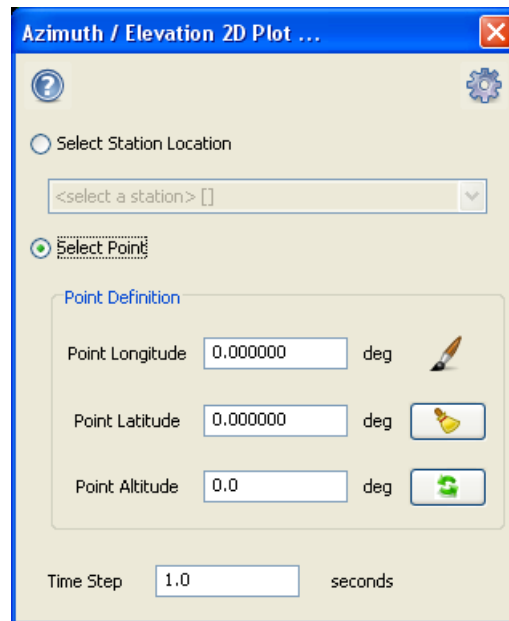 Azimuth / Elevation 2D Plot ...
Select Station Location
<select a station> []
Select Point
Point Definition
Point Longitude 0.000000 deg
Point Latitude 0.000000 deg
Point Altitude 0.0 deg
Time Step 1.0 seconds